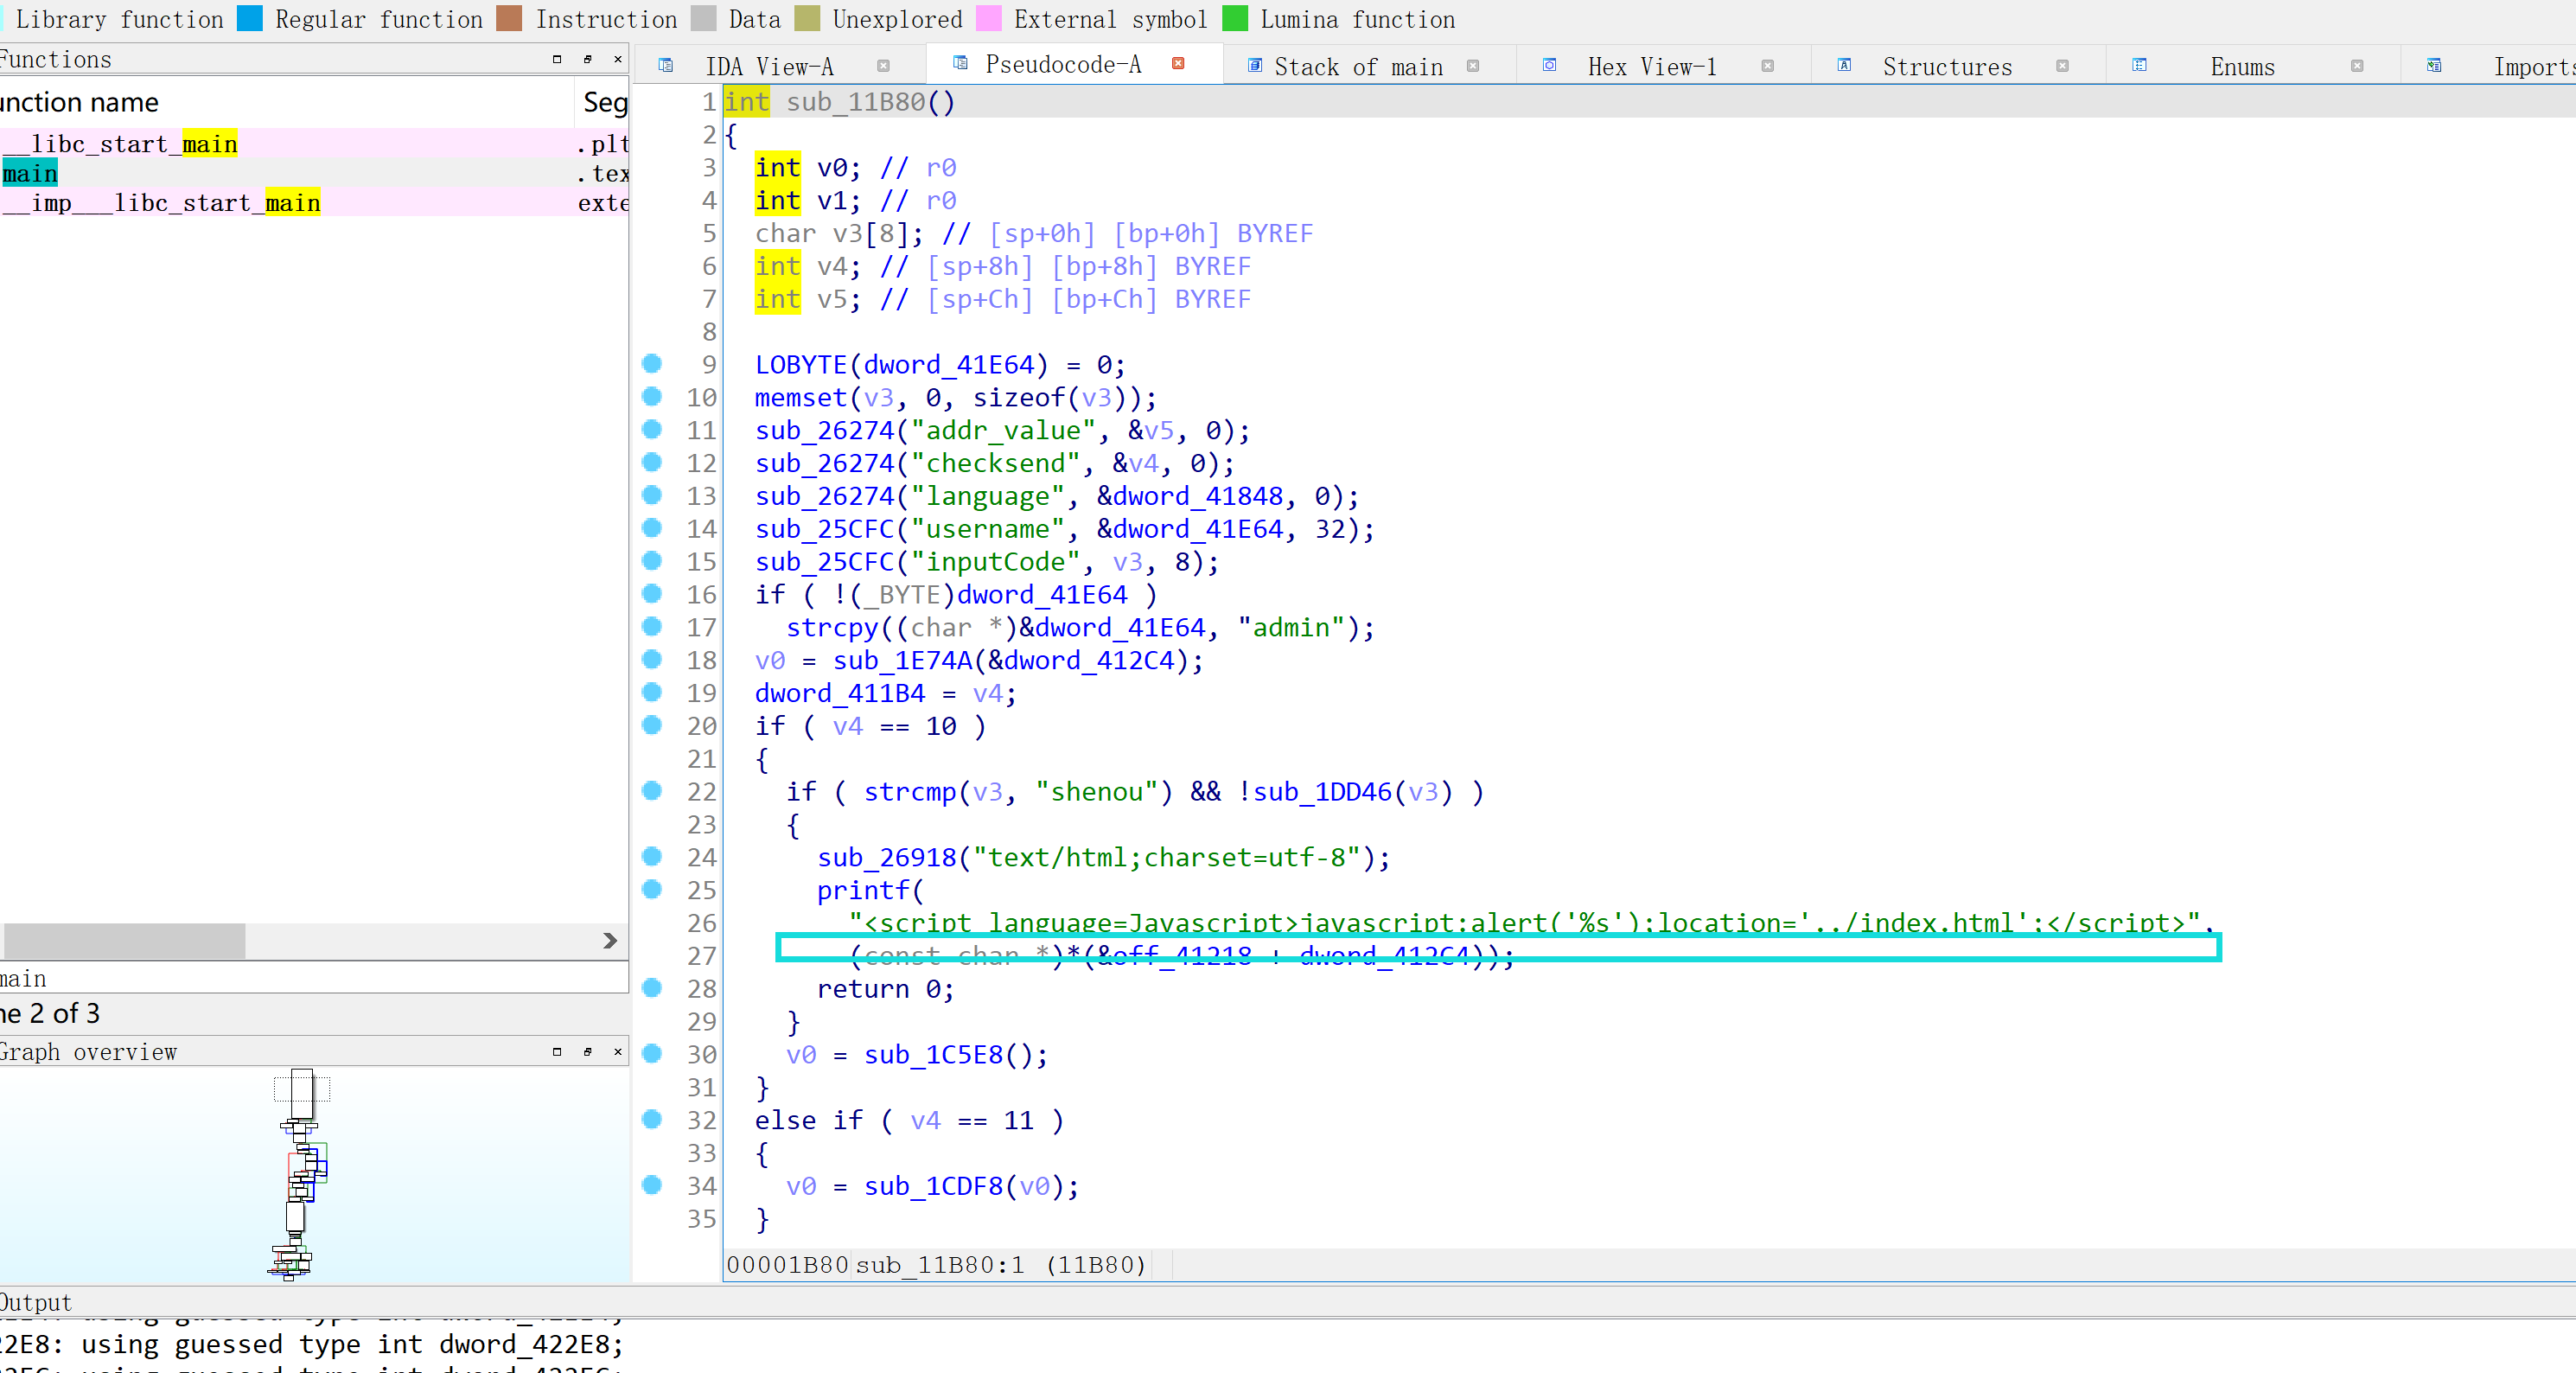 Library function Regular function Instruction Data Unexplored External symbol Lumina function
Functions
unction name Seg
__libc_start_main .plt
main .tex
__imp___libc_start_main exte
main
ne 2 of 3
Graph overview
IDA View-A Pseudocode-A Stack of main Hex View-1 Structures Enums Imports
1 int sub_11B80()
2 {
3 int v0; // r0
4 int v1; // r0
5 char v3[8]; // [sp+0h] [bp+0h] BYREF
6 int v4; // [sp+8h] [bp+8h] BYREF
7 int v5; // [sp+Ch] [bp+Ch] BYREF
8
9 LOBYTE(dword_41E64) = 0;
10 memset(v3, 0, sizeof(v3));
11 sub_26274("addr_value", &v5, 0);
12 sub_26274("checksend", &v4, 0);
13 sub_26274("language", &dword_41848, 0);
14 sub_25CFC("username", &dword_41E64, 32);
15 sub_25CFC("inputCode", v3, 8);
16 if ( !(_BYTE)dword_41E64 )
17 strcpy((char *)&dword_41E64, "admin");
18 v0 = sub_1E74A(&dword_412C4);
19 dword_411B4 = v4;
20 if ( v4 == 10 )
21 {
22 if ( strcmp(v3, "shenou") && !sub_1DD46(v3) )
23 {
24 sub_26918("text/html;charset=utf-8");
25 printf(
26 "<script language=Javascript>javascript:alert('%s');location='../index.html';</script>",
27 (const char *)*(&off_41218 + dword_412C4));
28 return 0;
29 }
30 v0 = sub_1C5E8();
31 }
32 else if ( v4 == 11 )
33 {
34 v0 = sub_1CDF8(v0);
35 }
00001B80 sub_11B80:1 (11B80)
Output
22E8: using guessed type int dword_422E8;